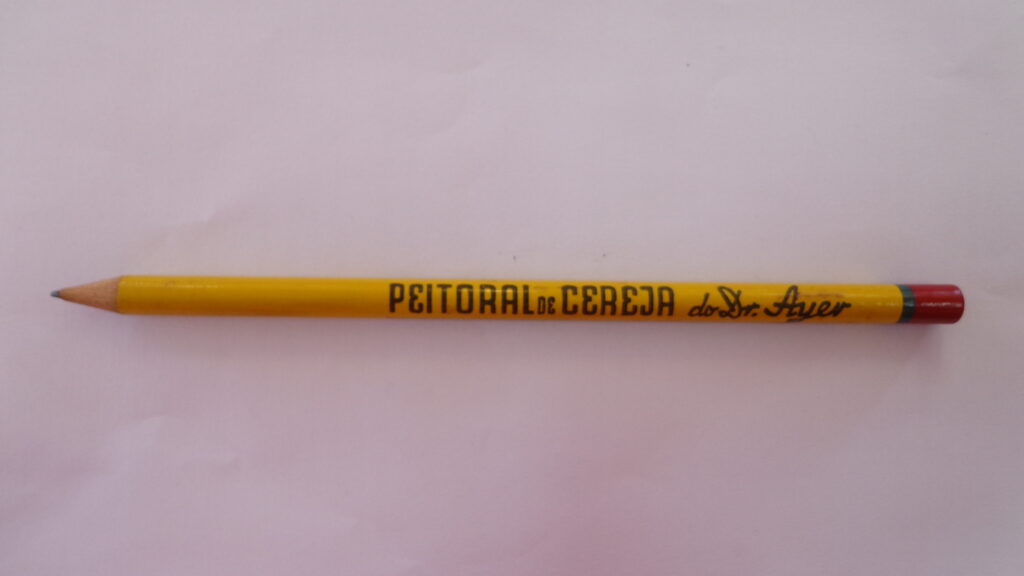 PEITORAL DE CEREJA do Dr. Ayer